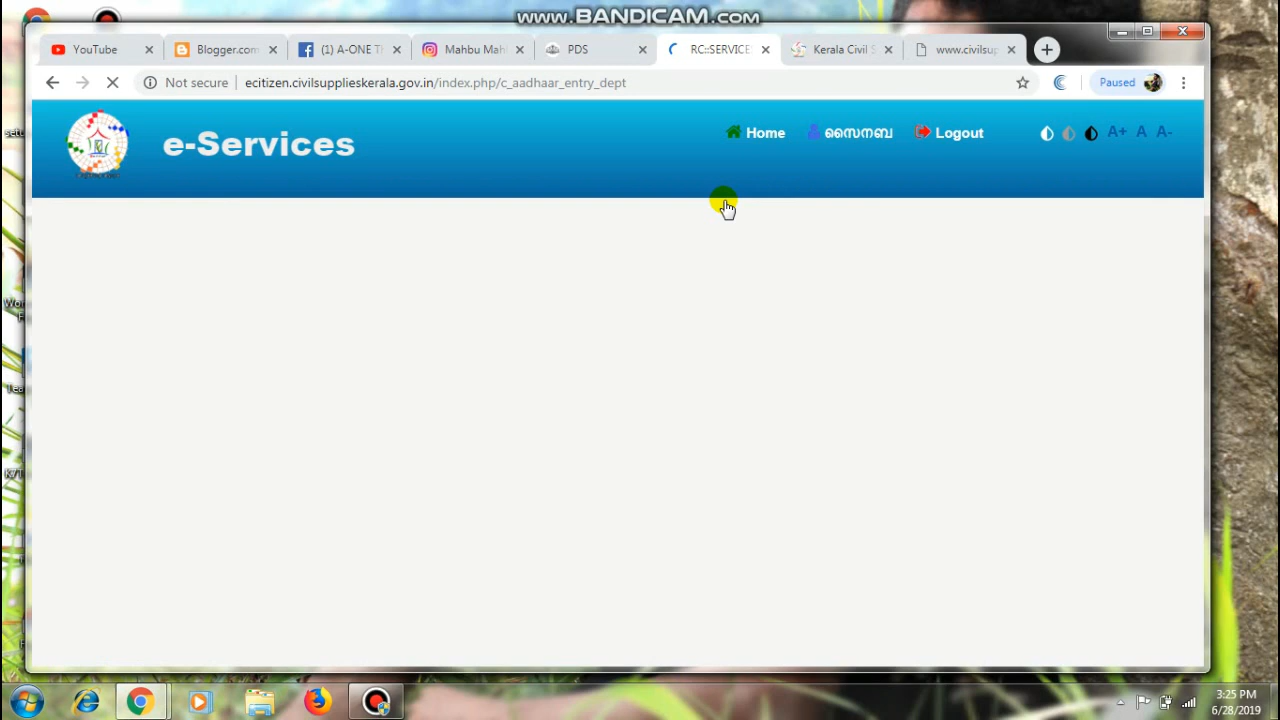 www.BANDICAM.com
YouTube
Blogger.com
(1) A-ONE T
Mahbu Mah
PDS
RC::SERVICE
Kerala Civil S
www.civilsup
Not secure
ecitizen.civilsupplieskerala.gov.in/index.php/c_aadhaar_entry_dept
Paused
e-Services
Home
സൈനബ
Logout
A+ A A-
3:25 PM
6/28/2019